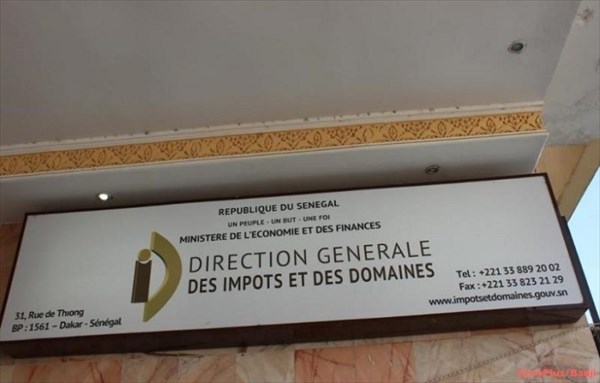 REPUBLIQUE DU SENEGAL
UN PEUPLE - UN BUT - UNE FOI
MINISTERE DE L'ECONOMIE ET DES FINANCES
DIRECTION GENERALE
DES IMPOTS ET DES DOMAINES
31, Rue de Thiong
BP : 1561 – Dakar - Sénégal
Tel : +221 33 889 20 02
Fax : +221 33 823 21 29
www.impotsetdomaines.gouv.sn